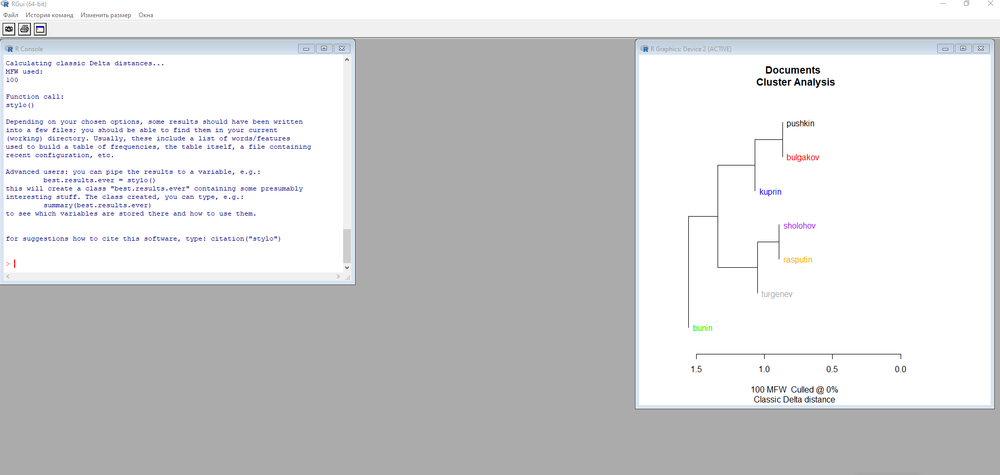 RGui (64-bit)
Файл История команд Изменить размер Окна
R Console
Calculating classic Delta distances...
MFW used:
100
Function call:
stylo()
Depending on your chosen options, some results should have been written
into a few files; you should be able to find them in your current
(working) directory. Usually, these include a list of words/features
used to build a table of frequencies, the table itself, a file containing
recent configuration, etc.
Advanced users: you can pipe the results to a variable, e.g.:
best.results.ever = stylo()
this will create a class "best.results.ever" containing some presumably
interesting stuff. The class created, you can type, e.g.:
summary(best.results.ever)
to see which variables are stored there and how to use them.
for suggestions how to cite this software, type: citation("stylo")
>
R Graphics: Device 2 (ACTIVE)
Documents
Cluster Analysis
pushkin
bulgakov
kuprin
sholohov
rasputin
turgenev
bunin
1.5 1.0 0.5 0.0
100 MFW Culled @ 0%
Classic Delta distance